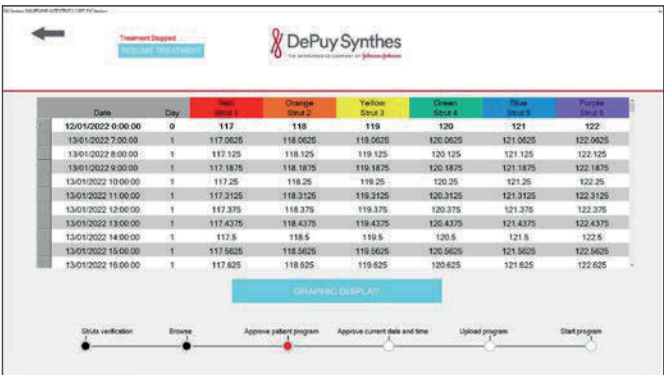 Treatment Stopped
RESUME TREATMENT
DePuy Synthes
THE ORTHOPAEDICS COMPANY OF Johnson & Johnson
Date Day Red Strut 1 Orange Strut 2 Yellow Strut 3 Green Strut 4 Blue Strut 5 Purple Strut 6
12/01/2022 0:00:00 0 117 118 119 120 121 122
13/01/2022 7:00:00 1 117.0625 118.0625 119.0625 120.0625 121.0625 122.0625
13/01/2022 8:00:00 1 117.125 118.125 119.125 120.125 121.125 122.125
13/01/2022 9:00:00 1 117.1875 118.1875 119.1875 120.1875 121.1875 122.1875
13/01/2022 10:00:00 1 117.25 118.25 119.25 120.25 121.25 122.25
13/01/2022 11:00:00 1 117.3125 118.3125 119.3125 120.3125 121.3125 122.3125
13/01/2022 12:00:00 1 117.375 118.375 119.375 120.375 121.375 122.375
13/01/2022 13:00:00 1 117.4375 118.4375 119.4375 120.4375 121.4375 122.4375
13/01/2022 14:00:00 1 117.5 118.5 119.5 120.5 121.5 122.5
13/01/2022 15:00:00 1 117.5625 118.5625 119.5625 120.5625 121.5625 122.5625
13/01/2022 16:00:00 1 117.625 118.625 119.625 120.625 121.625 122.625
GRAPHIC DISPLAY
Struts verification Browse Approve patient program Approve current date and time Upload program Start program